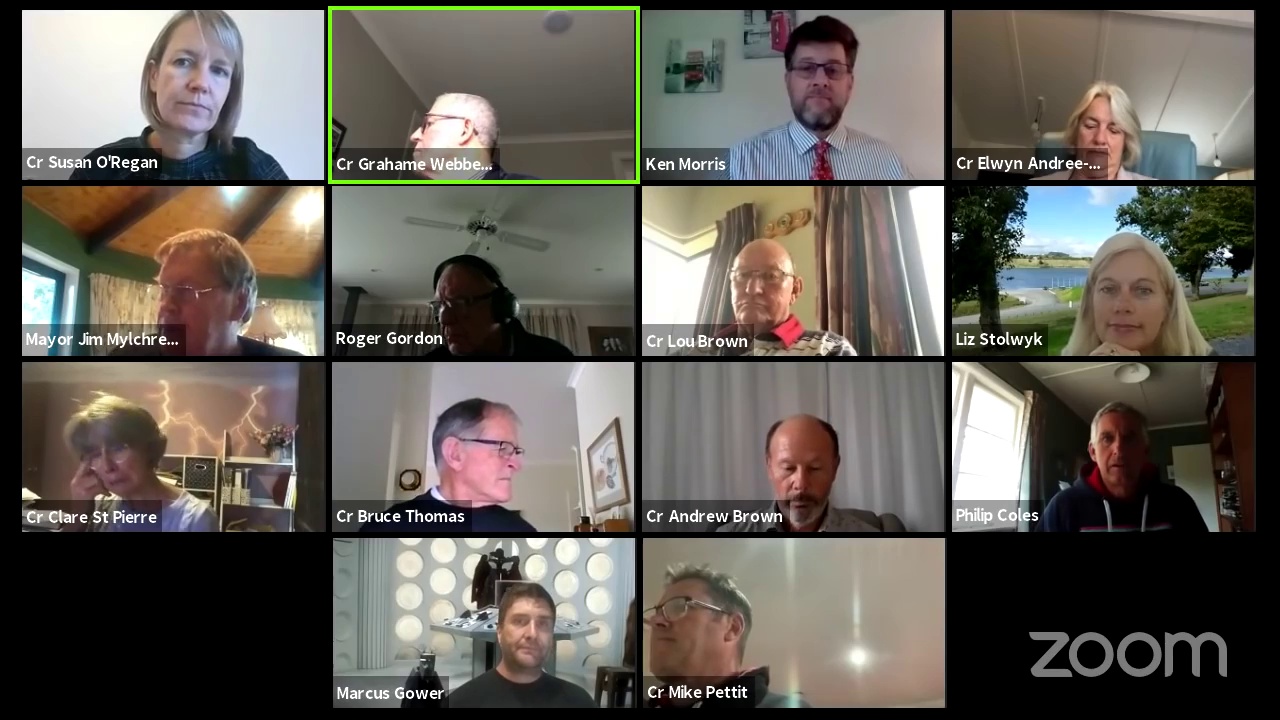 Cr Susan O'Regan
Cr Grahame Webbe...
Ken Morris
Cr Elwyn Andree-...
Mayor Jim Mylchre...
Roger Gordon
Cr Lou Brown
Liz Stolwyk
Cr Clare St Pierre
Cr Bruce Thomas
Cr Andrew Brown
Philip Coles
Marcus Gower
Cr Mike Pettit
zoom